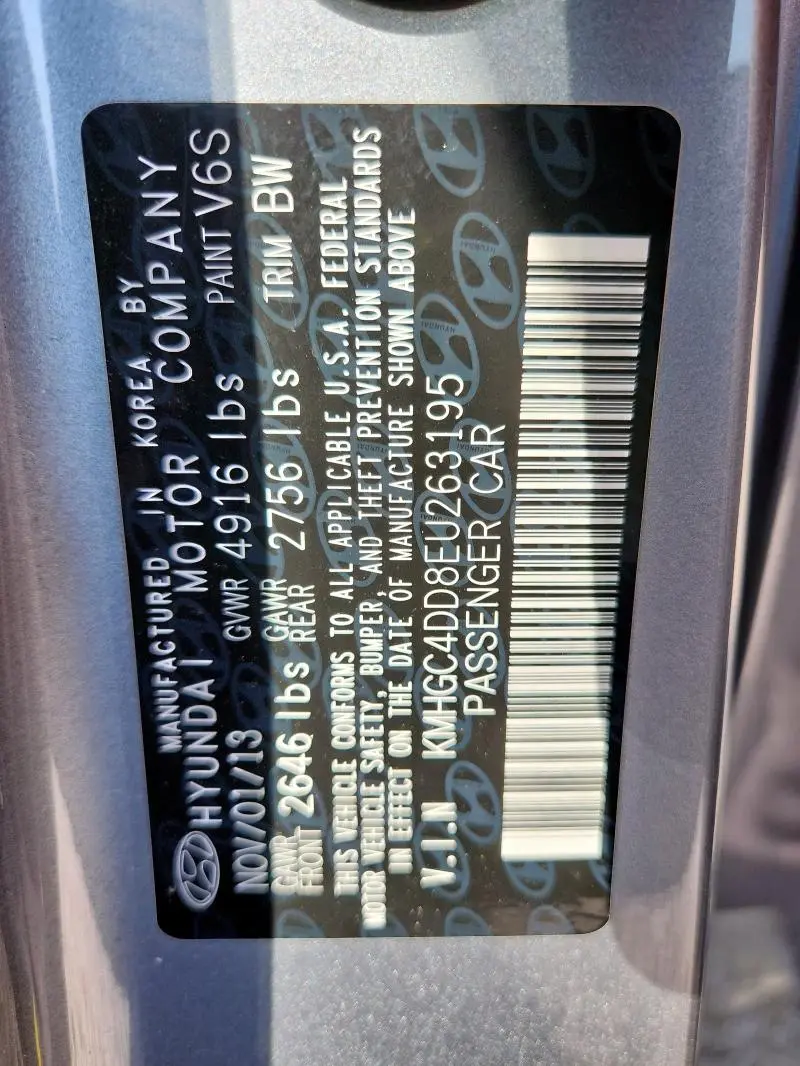 MANUFACTURED IN KOREA BY
HYUNDAI MOTOR COMPANY
NOV/01/13 GVWR 4916 lbs PAINT V6S
GAWR FRONT 2646 lbs GAWR REAR 2756 lbs TRIM BW
THIS VEHICLE CONFORMS TO ALL APPLICABLE U.S.A. FEDERAL
MOTOR VEHICLE SAFETY, BUMPER, AND THEFT PREVENTION STANDARDS
IN EFFECT ON THE DATE OF MANUFACTURE SHOWN ABOVE
V.I.N KMHGC4DD8EU263195
PASSENGER CAR